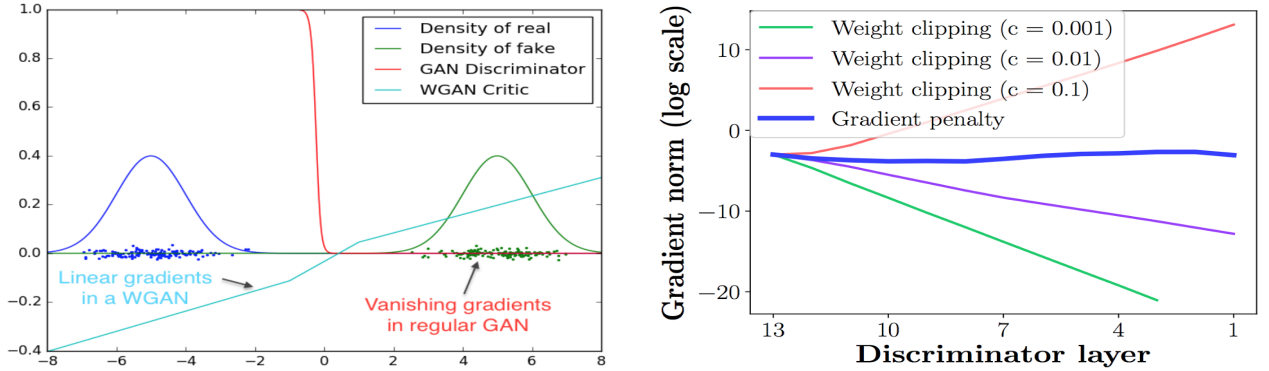 1.0
0.8
0.6
0.4
0.2
0.0
−0.2
−0.4
−8
−6
−4
−2
0
2
4
6
8
Density of real
Density of fake
GAN Discriminator
WGAN Critic
Linear gradients
in a WGAN
Vanishing gradients
in regular GAN
Gradient norm (log scale)
10
0
−10
−20
Weight clipping (c = 0.001)
Weight clipping (c = 0.01)
Weight clipping (c = 0.1)
Gradient penalty
13
10
7
4
1
Discriminator layer